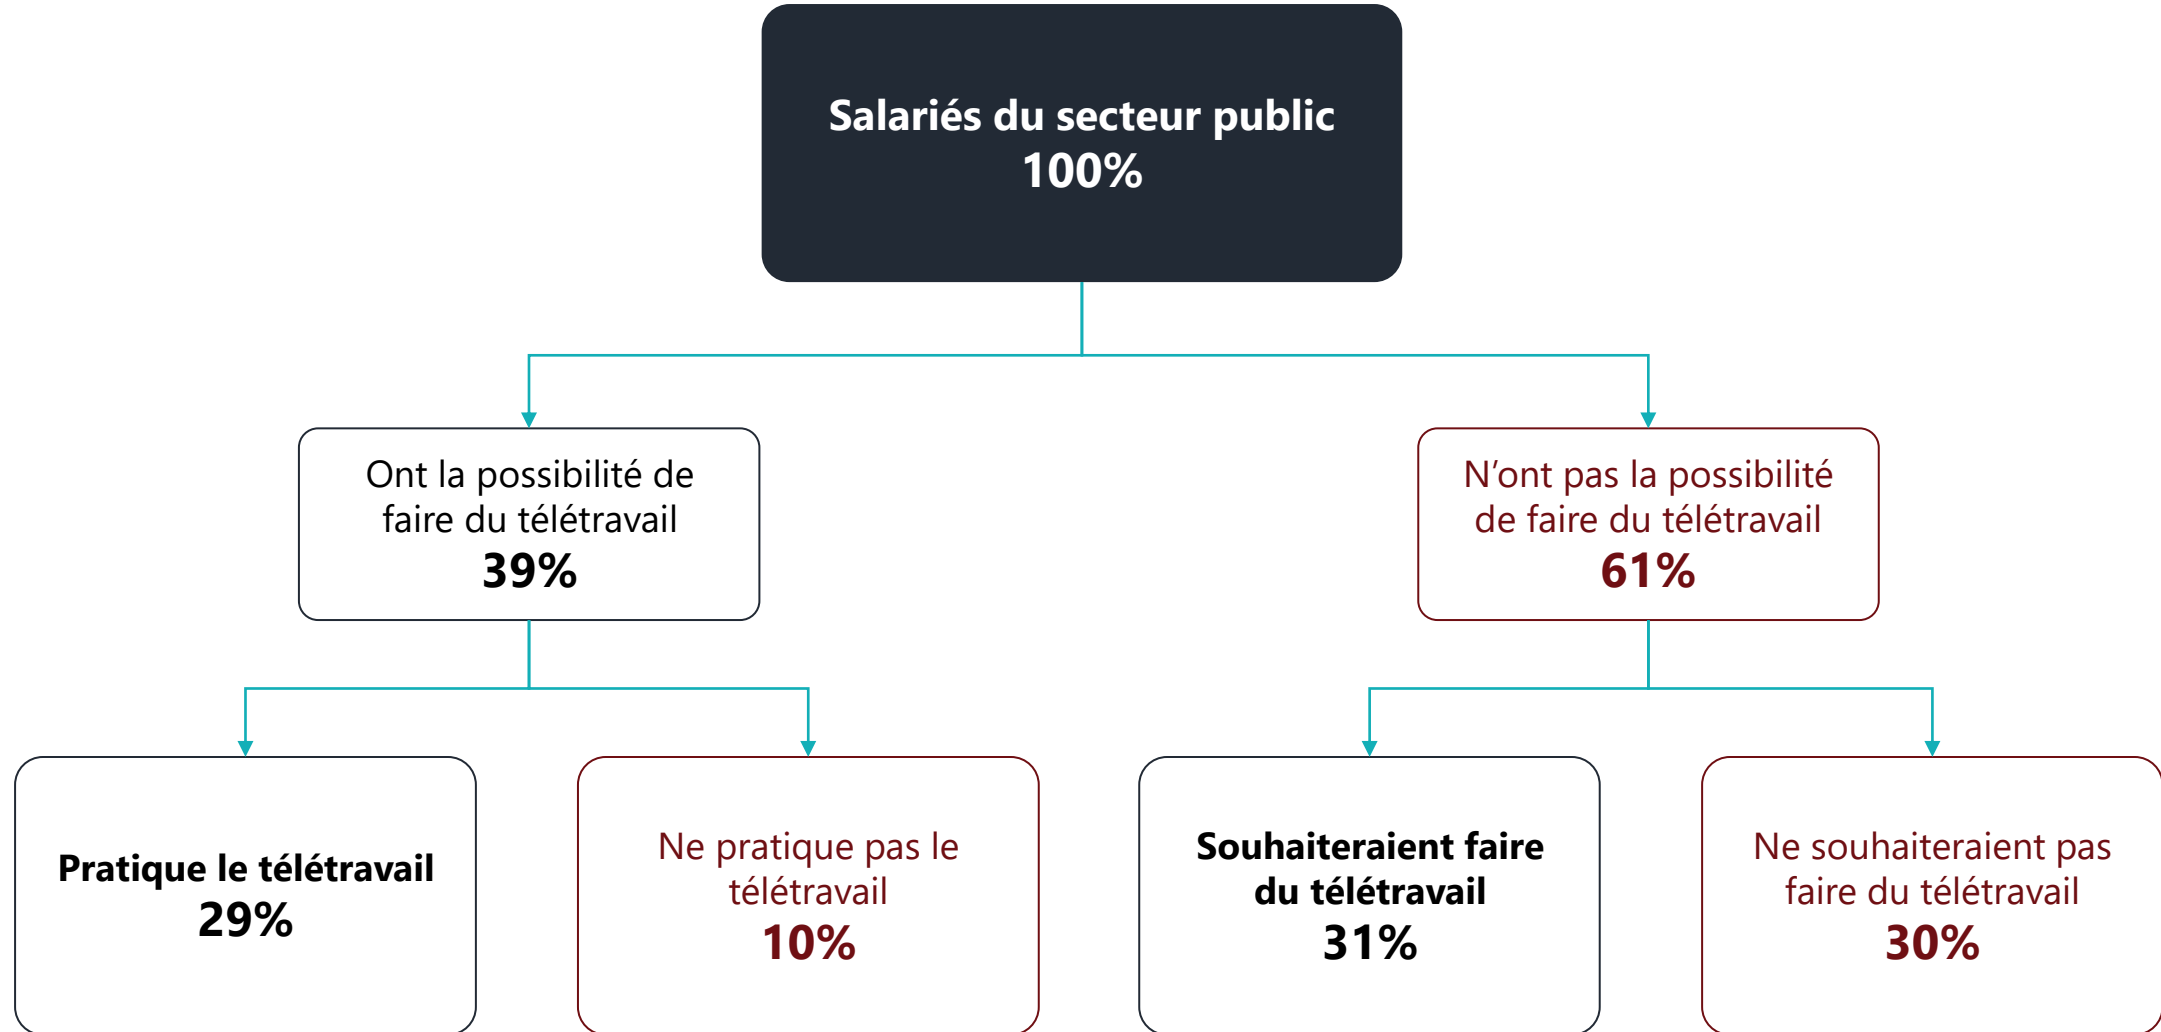 Salariés du secteur public
100%
Ont la possibilité de
faire du télétravail
39%
N’ont pas la possibilité
de faire du télétravail
61%
Pratique le télétravail
29%
Ne pratique pas le
télétravail
10%
Souhaiteraient faire
du télétravail
31%
Ne souhaiteraient pas
faire du télétravail
30%